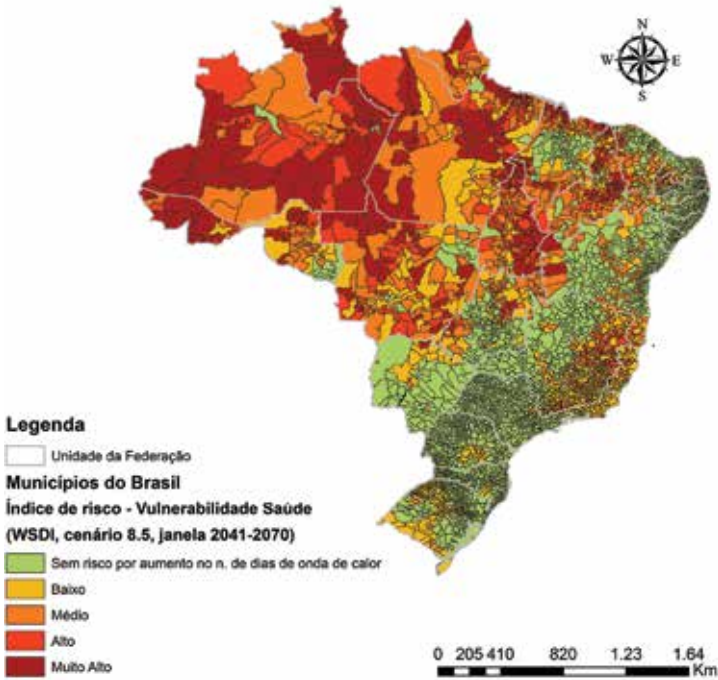 N
W E
S
Legenda
Unidade da Federação
Municípios do Brasil
Índice de risco - Vulnerabilidade Saúde
(WSDI, cenário 8.5, janela 2041-2070)
Sem risco por aumento no n. de dias de onda de calor
Baixo
Médio
Alto
Muito Alto
0 205 410 820 1.23 1.64
Km